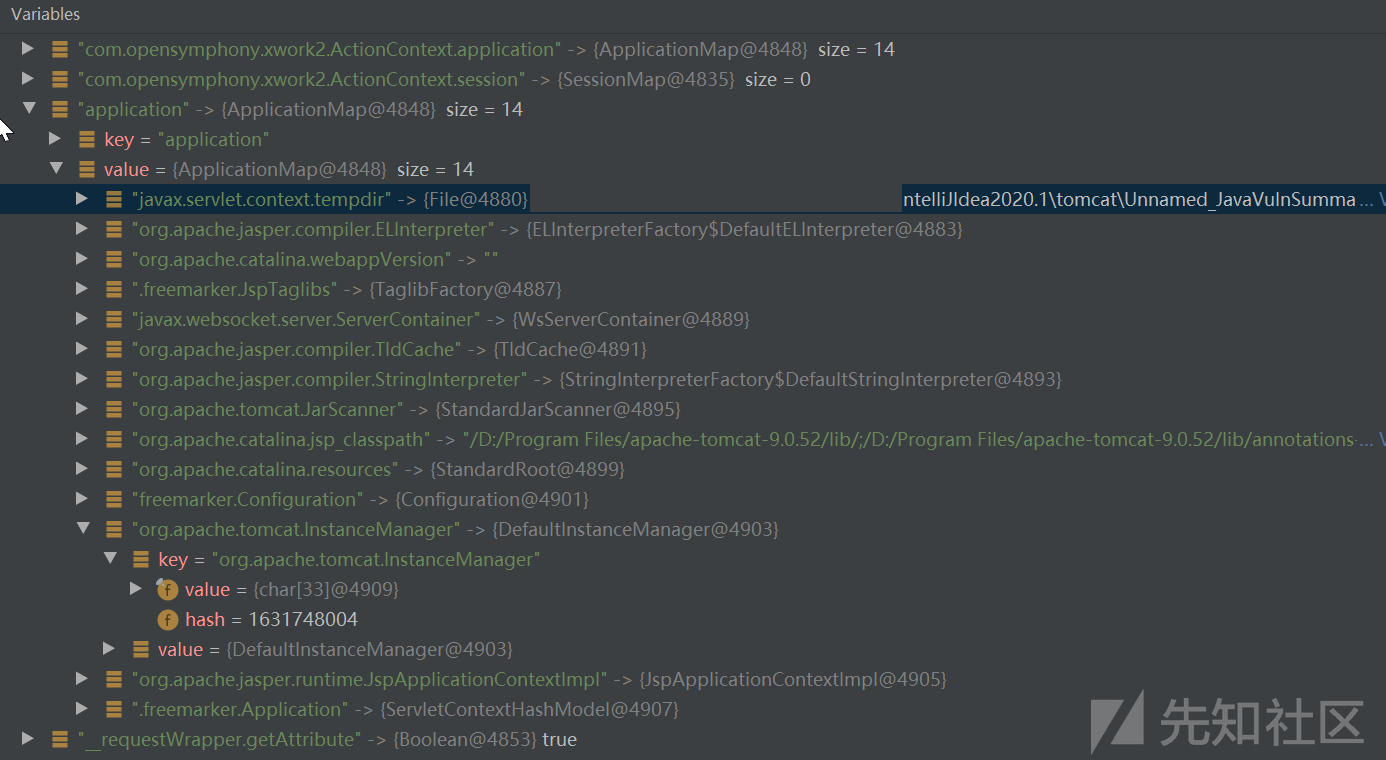 Variables
"com.opensymphony.xwork2.ActionContext.application" -> {ApplicationMap@4848} size = 14
"com.opensymphony.xwork2.ActionContext.session" -> {SessionMap@4835} size = 0
"application" -> {ApplicationMap@4848} size = 14
key = "application"
value = {ApplicationMap@4848} size = 14
"javax.servlet.context.tempdir" -> {File@4880} ntelliJIdea2020.1\tomcat\Unnamed_JavaVulnSumma ... V
"org.apache.jasper.compiler.ELInterpreter" -> {ELInterpreterFactory$DefaultELInterpreter@4883}
"org.apache.catalina.webappVersion" -> ""
".freemarker.JspTaglibs" -> {TaglibFactory@4887}
"javax.websocket.server.ServerContainer" -> {WsServerContainer@4889}
"org.apache.jasper.compiler.TldCache" -> {TldCache@4891}
"org.apache.jasper.compiler.StringInterpreter" -> {StringInterpreterFactory$DefaultStringInterpreter@4893}
"org.apache.tomcat.JarScanner" -> {StandardJarScanner@4895}
"org.apache.catalina.jsp_classpath" -> "/D:/Program Files/apache-tomcat-9.0.52/lib/;/D:/Program Files/apache-tomcat-9.0.52/lib/annotations- ... V
"org.apache.catalina.resources" -> {StandardRoot@4899}
"freemarker.Configuration" -> {Configuration@4901}
"org.apache.tomcat.InstanceManager" -> {DefaultInstanceManager@4903}
key = "org.apache.tomcat.InstanceManager"
f value = {char[33]@4909}
f hash = 1631748004
value = {DefaultInstanceManager@4903}
"org.apache.jasper.runtime.JspApplicationContextImpl" -> {JspApplicationContextImpl@4905}
".freemarker.Application" -> {ServletContextHashModel@4907}
"__requestWrapper.getAttribute" -> {Boolean@4853} true
先知社区